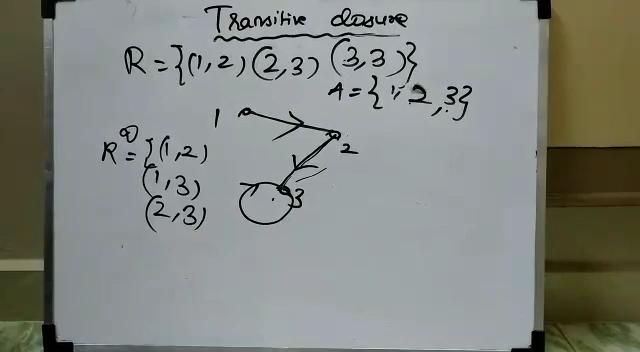 Transitive closure
R = {(1,2) (2,3) (3,3)}
A = {1, 2, 3}
1
2
3
R = {(1,2)
(1,3)
(2,3)